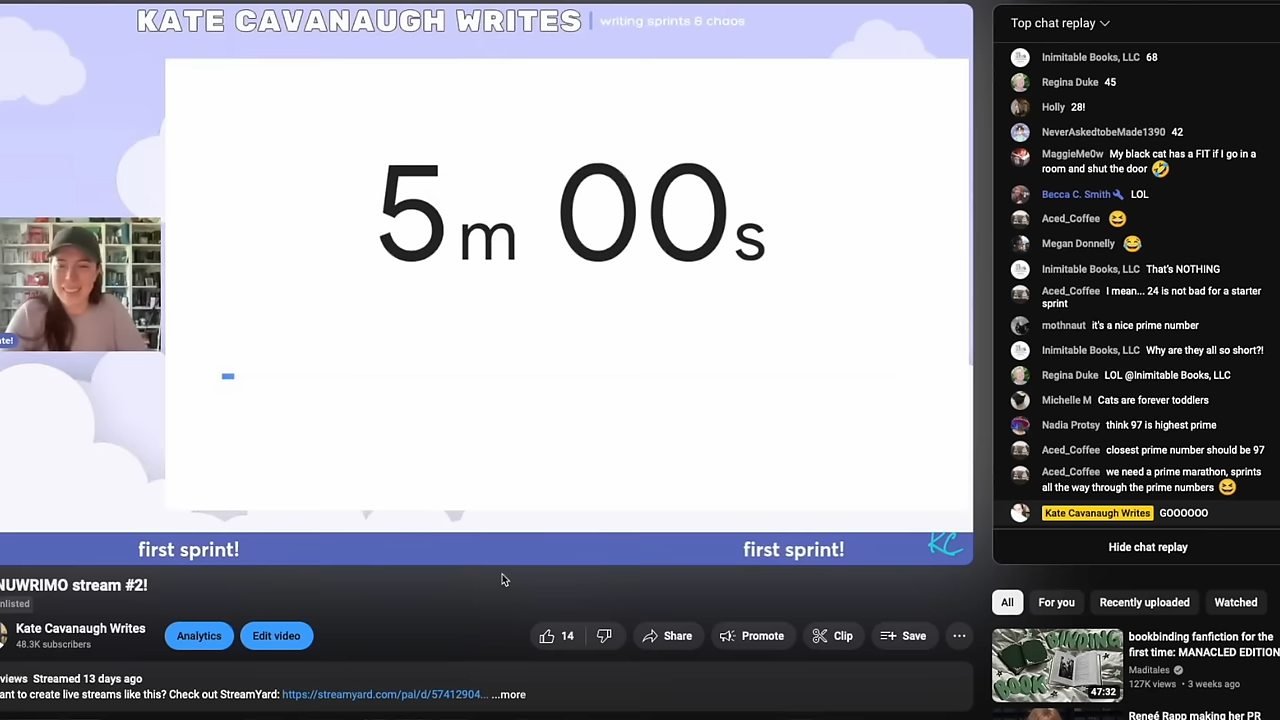 KATE CAVANAUGH WRITES | writing sprints & chaos
5m 00s
te!
first sprint!
first sprint!
KC
NUWRIMO stream #2!
nlisted
Kate Cavanaugh Writes
48.3K subscribers
Analytics
Edit video
14
Share
Promote
Clip
Save
views Streamed 13 days ago
ant to create live streams like this? Check out StreamYard: https://streamyard.com/pal/d/57412904... ...more
Top chat replay
Inimitable Books, LLC 68
Regina Duke 45
Holly 28!
NeverAskedtobeMade1390 42
MaggieMe0w My black cat has a FIT if I go in a
room and shut the door 🤣
Becca C. Smith LOL
Aced_Coffee 😆
Megan Donnelly 😂
Inimitable Books, LLC That's NOTHING
Aced_Coffee I mean... 24 is not bad for a starter
sprint
mothnaut it's a nice prime number
Inimitable Books, LLC Why are they all so short?!
Regina Duke LOL @Inimitable Books, LLC
Michelle M Cats are forever toddlers
Nadia Protsy think 97 is highest prime
Aced_Coffee closest prime number should be 97
Aced_Coffee we need a prime marathon, sprints
all the way through the prime numbers 😆
Kate Cavanaugh Writes GOOOOOO
Hide chat replay
All
For you
Recently uploaded
Watched
BINDING
BOOK
47:32
bookbinding fanfiction for the
first time: MANACLED EDITION
Maditales
127K views • 3 weeks ago
Reneé Rapp making her PR